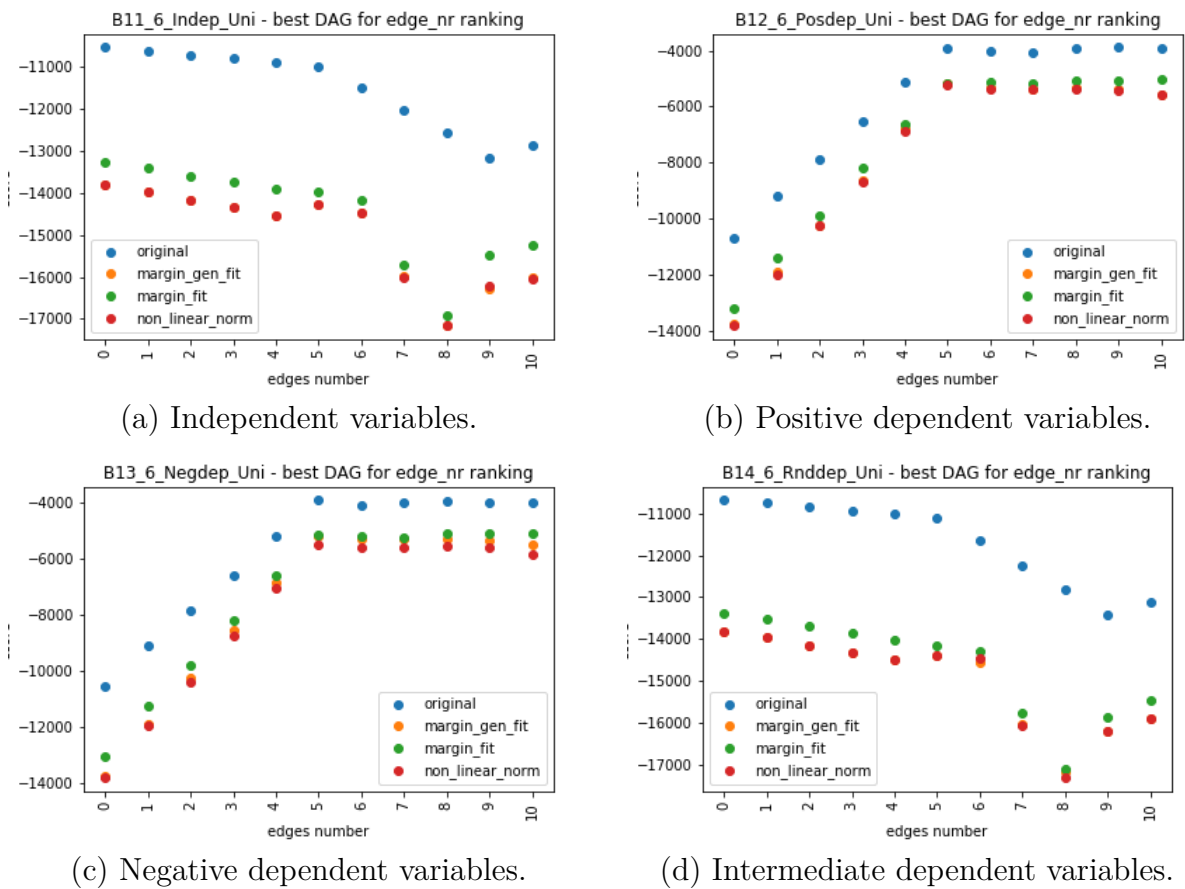 B11_6_Indep_Uni - best DAG for edge_nr ranking
−11000
−12000
−13000
−14000
−15000
−16000
−17000
original
margin_gen_fit
margin_fit
non_linear_norm
0 1 2 3 4 5 6 7 8 9 10
edges number
(a) Independent variables.
B12_6_Posdep_Uni - best DAG for edge_nr ranking
−4000
−6000
−8000
−10000
−12000
−14000
original
margin_gen_fit
margin_fit
non_linear_norm
0 1 2 3 4 5 6 7 8 9 10
edges number
(b) Positive dependent variables.
B13_6_Negdep_Uni - best DAG for edge_nr ranking
−4000
−6000
−8000
−10000
−12000
−14000
original
margin_gen_fit
margin_fit
non_linear_norm
0 1 2 3 4 5 6 7 8 9 10
edges number
(c) Negative dependent variables.
B14_6_Rnddep_Uni - best DAG for edge_nr ranking
−11000
−12000
−13000
−14000
−15000
−16000
−17000
original
margin_gen_fit
margin_fit
non_linear_norm
0 1 2 3 4 5 6 7 8 9 10
edges number
(d) Intermediate dependent variables.